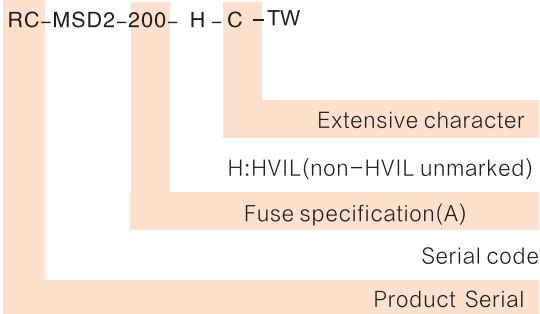 RC-MSD2-200- H - C -TW
Extensive character
H:HVIL(non-HVIL unmarked)
Fuse specification(A)
Serial code
Product Serial